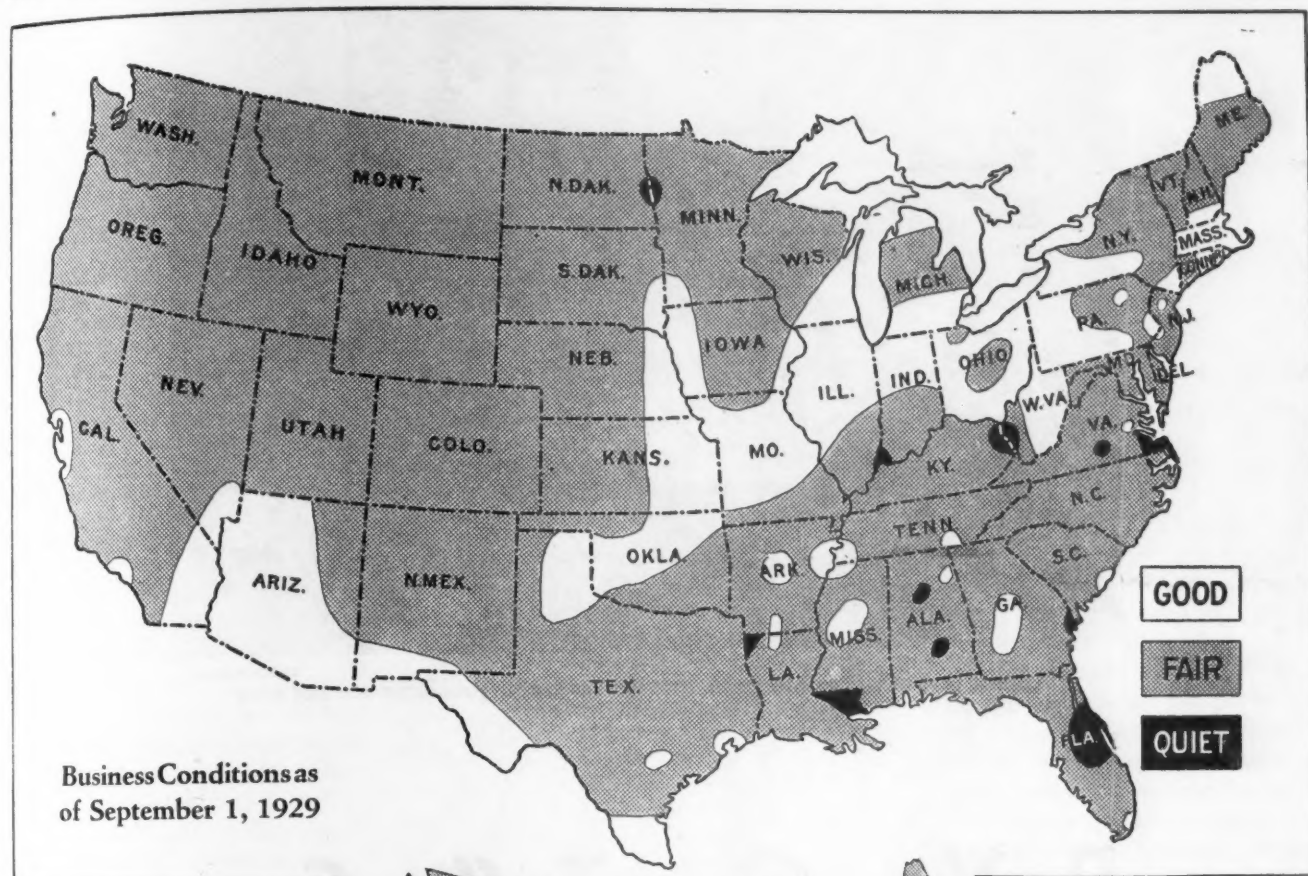 WASH.
MONT.
N.DAK.
MINN.
ME.
VT.
N.H.
OREG.
IDAHO
S.DAK.
WIS.
MICH.
N.Y.
MASS.
CONN.
WYO.
NEB.
IOWA
PA.
N.J.
NEV.
ILL.
IND.
OHIO
MD.
DEL.
CAL.
UTAH
COLO.
KANS.
MO.
W.VA.
VA.
KY.
ARIZ.
N.MEX.
OKLA.
ARK.
TENN.
N.C.
S.C.
TEX.
LA.
MISS.
ALA.
GA.
FLA.
GOOD
FAIR
QUIET
Business Conditions as
of September 1, 1929